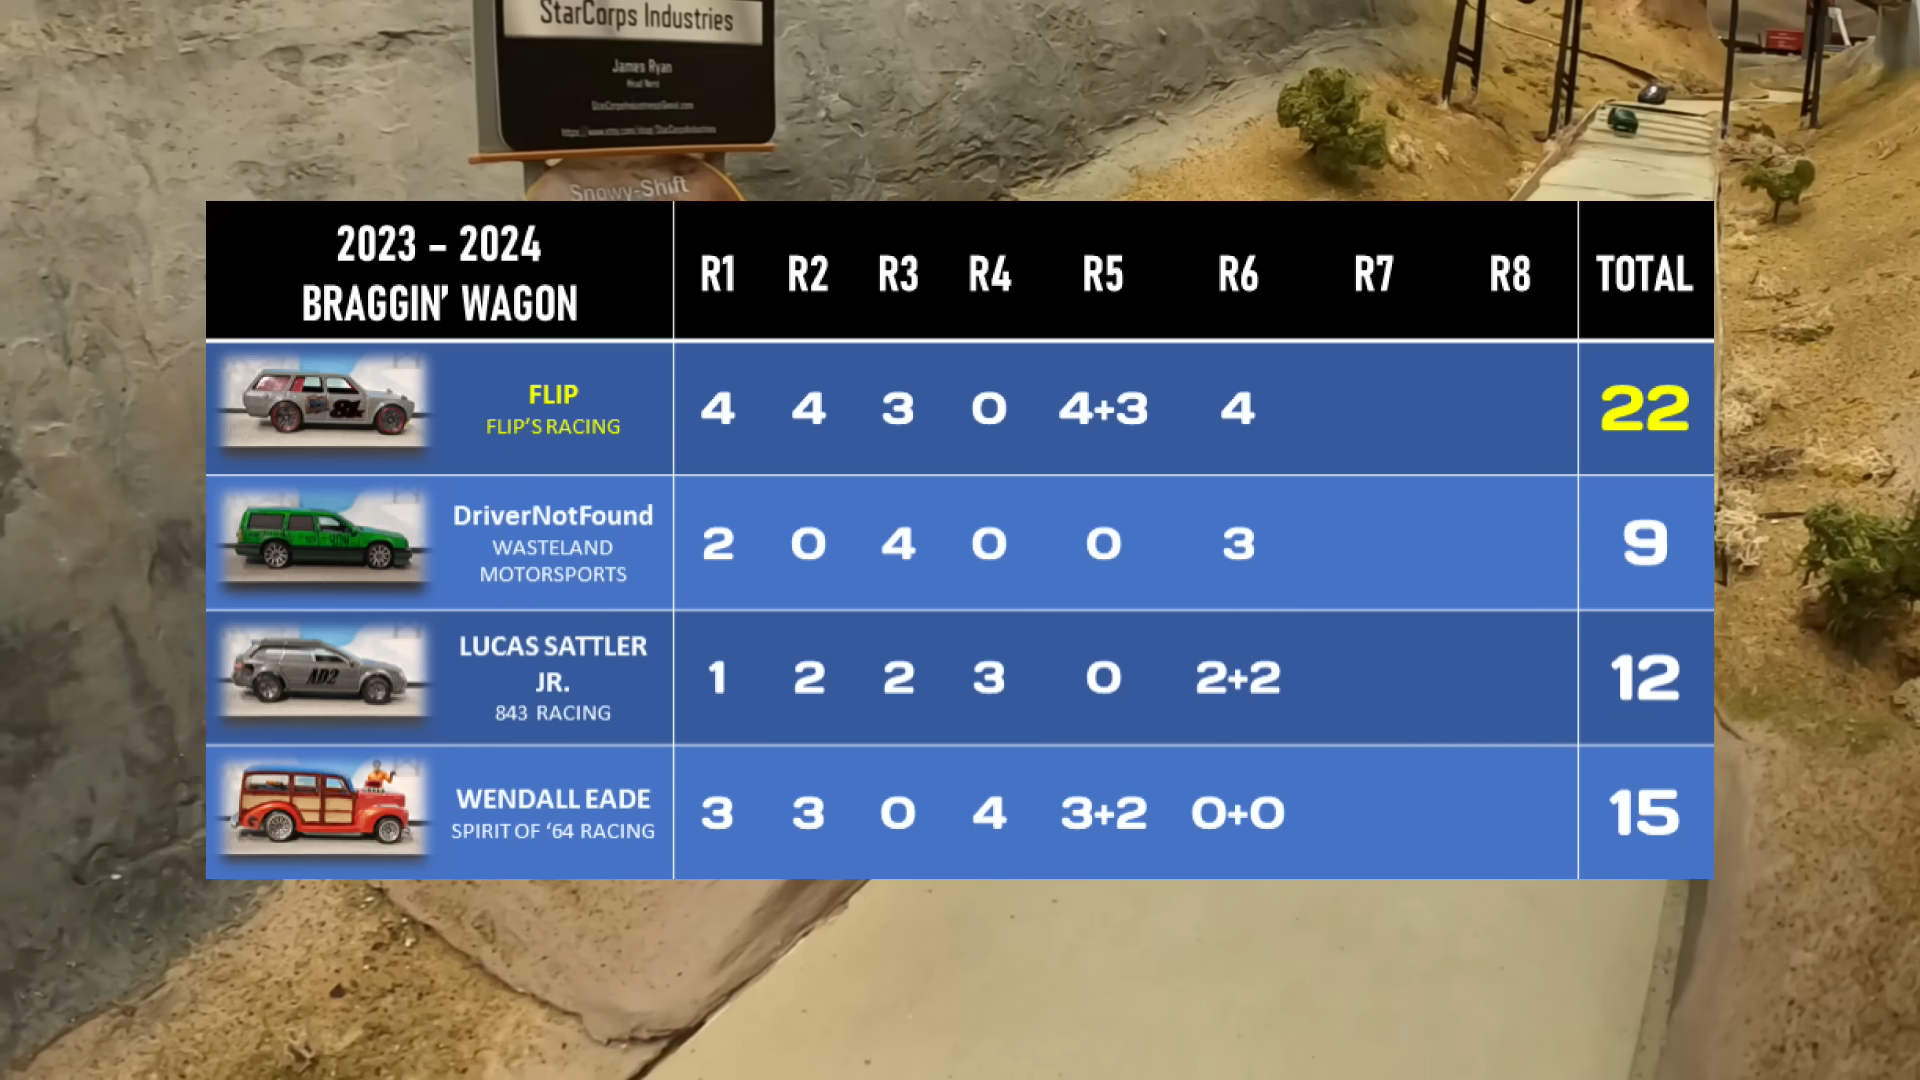 StarCorps Industries
James Ryan
Head Nerd
Snowy-Shift
2023 – 2024
BRAGGIN' WAGON
R1 R2 R3 R4 R5 R6 R7 R8 TOTAL
FLIP
FLIP'S RACING
4 4 3 0 4+3 4 22
DriverNotFound
WASTELAND
MOTORSPORTS
2 0 4 0 0 3 9
LUCAS SATTLER
JR.
843 RACING
1 2 2 3 0 2+2 12
AD2
WENDALL EADE
SPIRIT OF '64 RACING
3 3 0 4 3+2 0+0 15